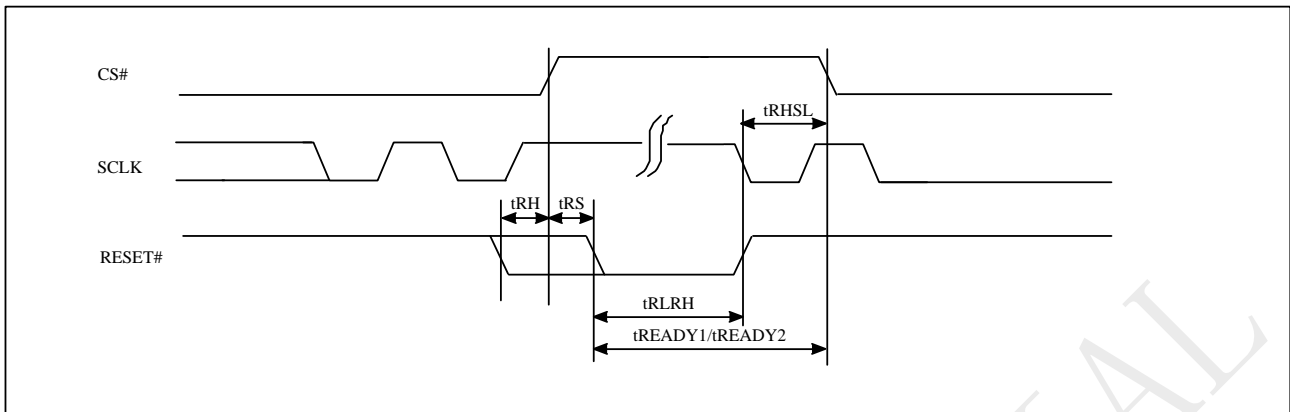 CS#
tRHSL
SCLK
tRH tRS
RESET#
tRLRH
tREADY1/tREADY2